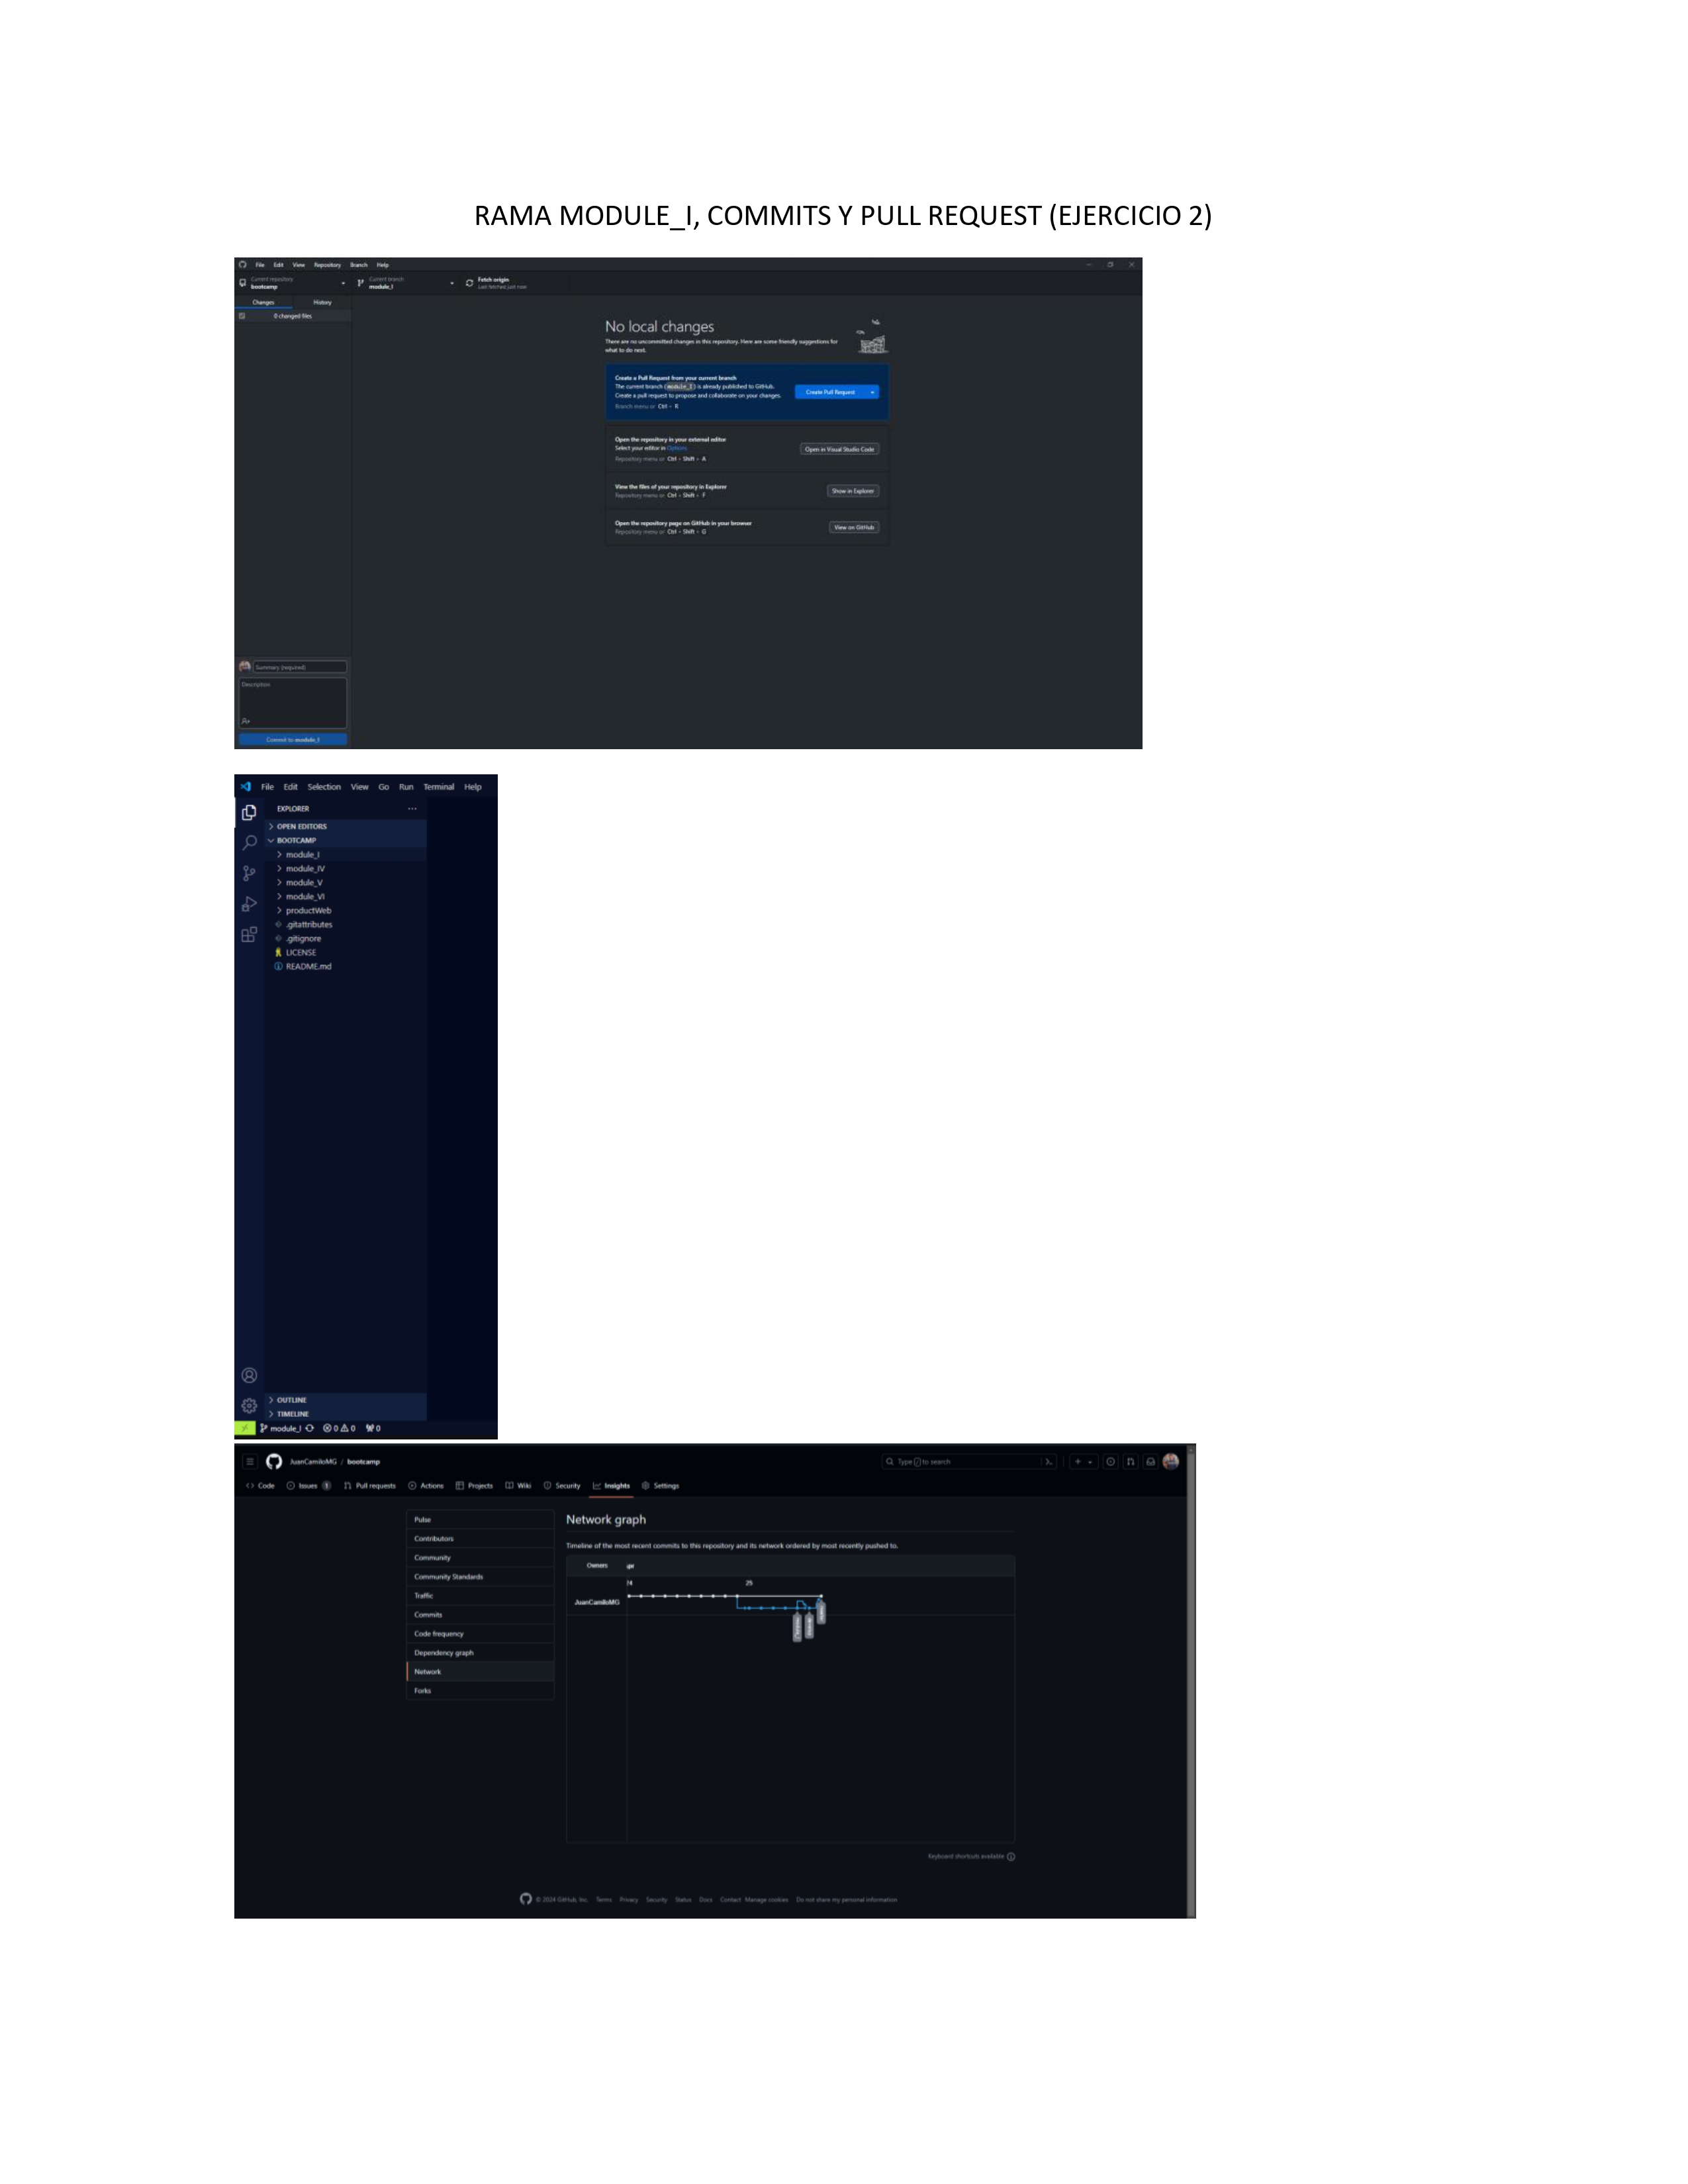 RAMA MODULE_I, COMMITS Y PULL REQUEST (EJERCICIO 2)
File Edit View Repository Branch Help
Current repository
bootcamp
Current branch
module_I
Fetch origin
Last fetched just now
Changes History
0 changed files
No local changes
There are no uncommitted changes in this repository. Here are some friendly suggestions for
what to do next.
Create a Pull Request from your current branch
The current branch (module_I) is already published to GitHub.
Create a pull request to propose and collaborate on your changes.
Branch menu or Ctrl + R
Create Pull Request
Open the repository in your external editor
Select your editor in Options
Repository menu or Ctrl + Shift + A
Open in Visual Studio Code
View the files of your repository in Explorer
Repository menu or Ctrl + Shift + F
Show in Explorer
Open the repository page on GitHub in your browser
Repository menu or Ctrl + Shift + G
View on GitHub
Summary (required)
Description
Commit to module_I
File Edit Selection View Go Run Terminal Help
EXPLORER
OPEN EDITORS
BOOTCAMP
module_I
module_IV
module_V
module_VI
productWeb
.gitattributes
.gitignore
LICENSE
README.md
OUTLINE
TIMELINE
module_I 0 0 0
JuanCamiloMG / bootcamp
Type / to search
Code Issues 1 Pull requests Actions Projects Wiki Security Insights Settings
Pulse
Contributors
Community
Community Standards
Traffic
Commits
Code frequency
Dependency graph
Network
Forks
Network graph
Timeline of the most recent commits to this repository and its network ordered by most recently pushed to.
Owners
25
JuanCamiloMG
Keyboard shortcuts available
© 2024 GitHub, Inc. Terms Privacy Security Status Docs Contact Manage cookies Do not share my personal information